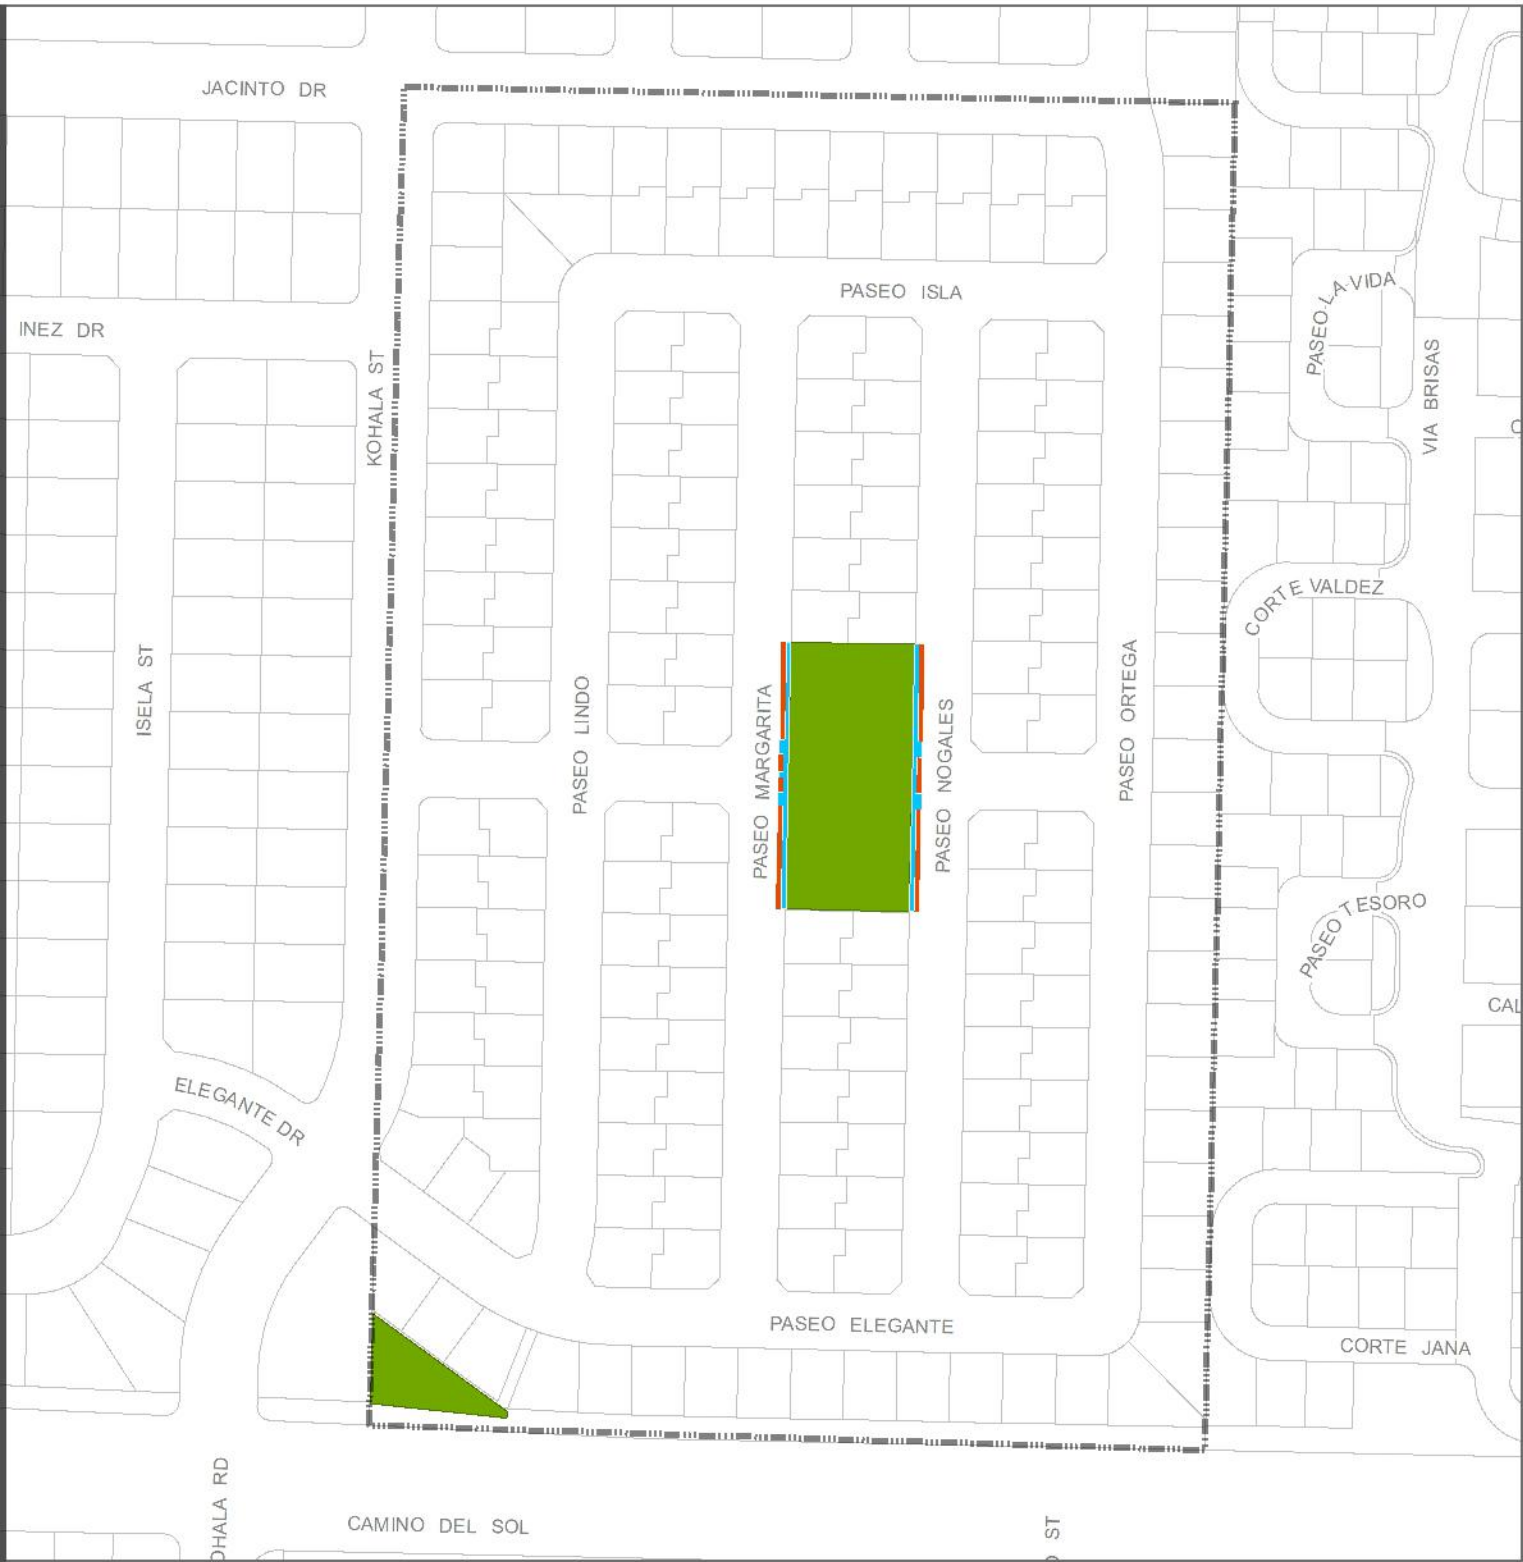 JACINTO DR
PASEO LA VIDA
PASEO ISLA
INEZ DR
KOHALA ST
VIA BRISAS
CORTE VALDEZ
ISELA ST
PASEO LINDO
PASEO MARGARITA
PASEO NOGALES
PASEO ORTEGA
PASEO TESORO
CAL
ELEGANTE DR
PASEO ELEGANTE
CORTE JANA
OHALA RD
CAMINO DEL SOL
ST